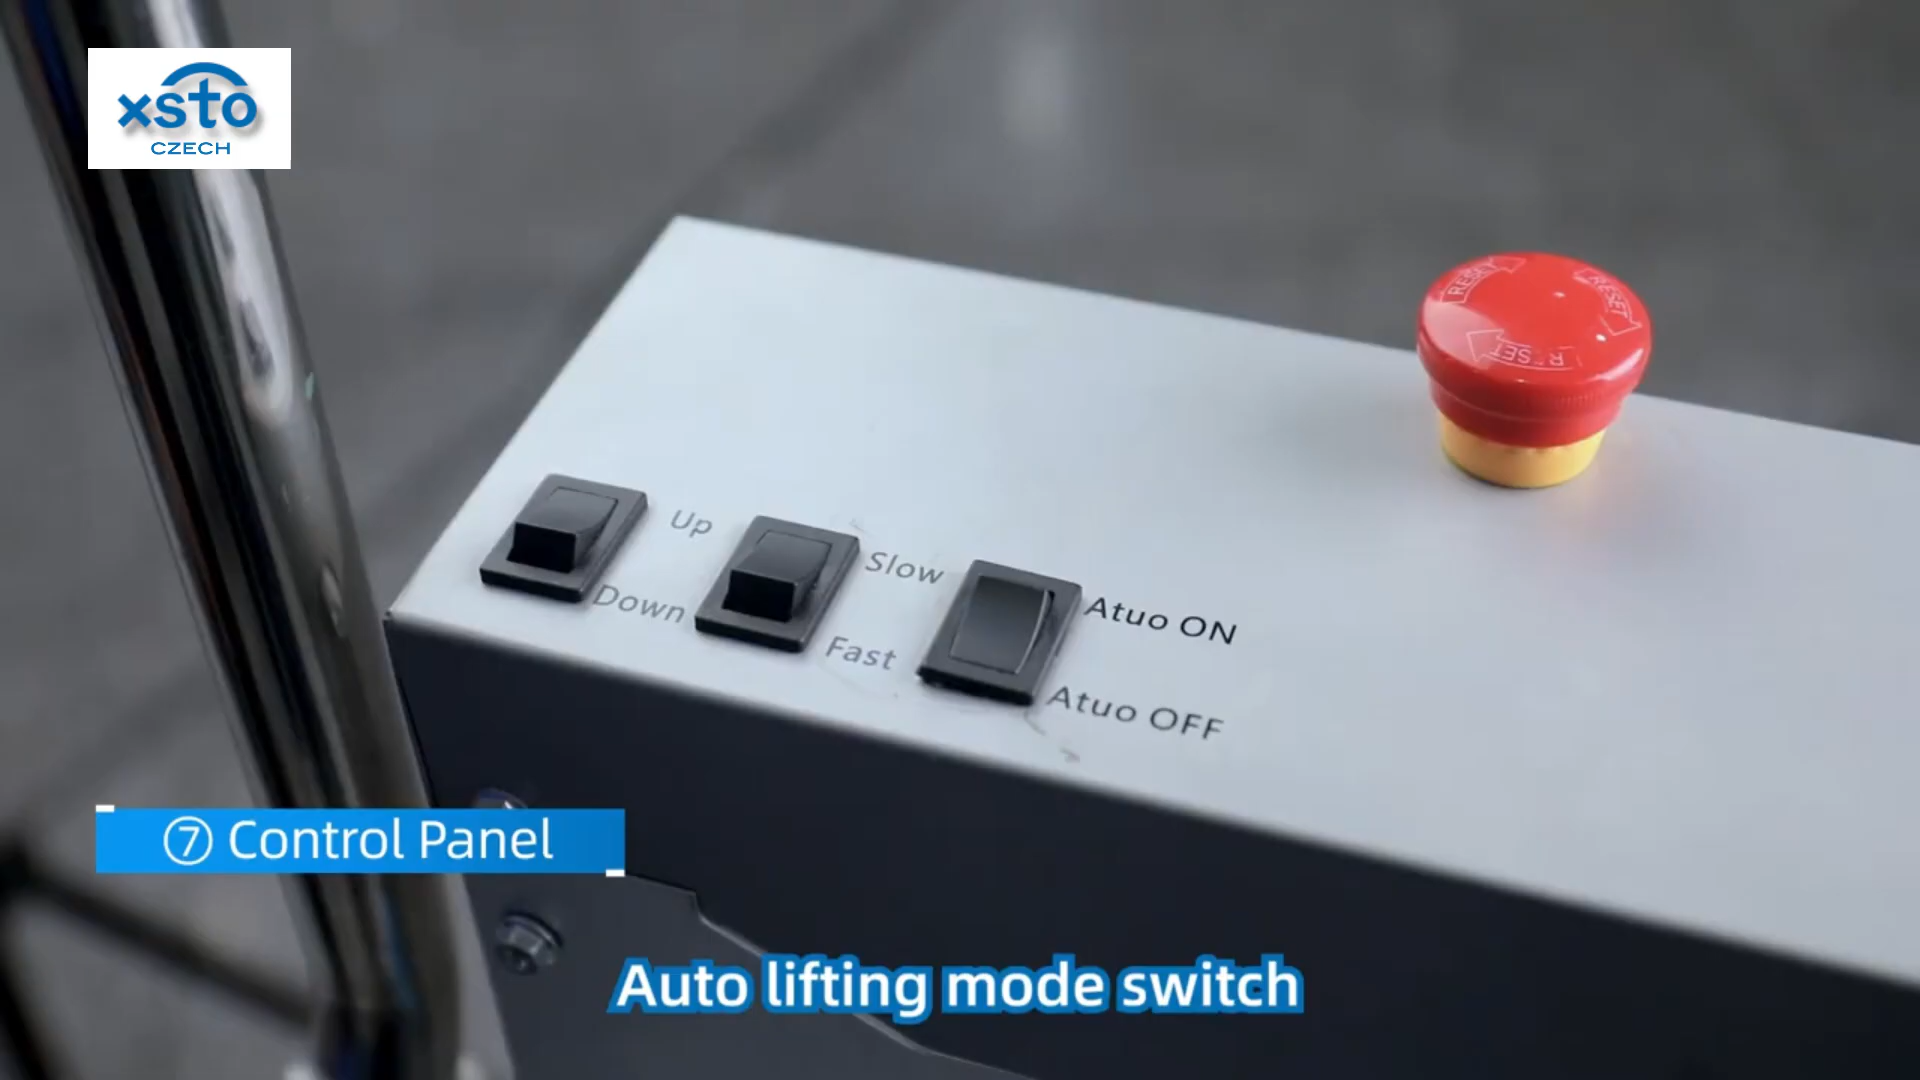 xsto
CZECH
RESET
RESET
RESET
Up
Down
Slow
Fast
Atuo ON
Atuo OFF
⑦ Control Panel
Auto lifting mode switch